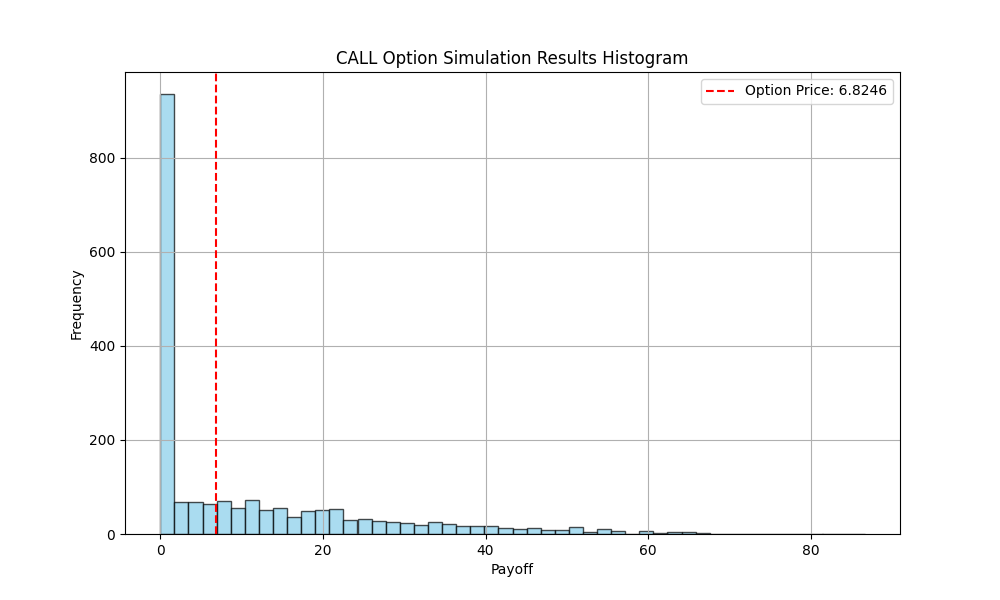 CALL Option Simulation Results Histogram
Option Price: 6.8246
Frequency
800
600
400
200
0
0 20 40 60 80
Payoff